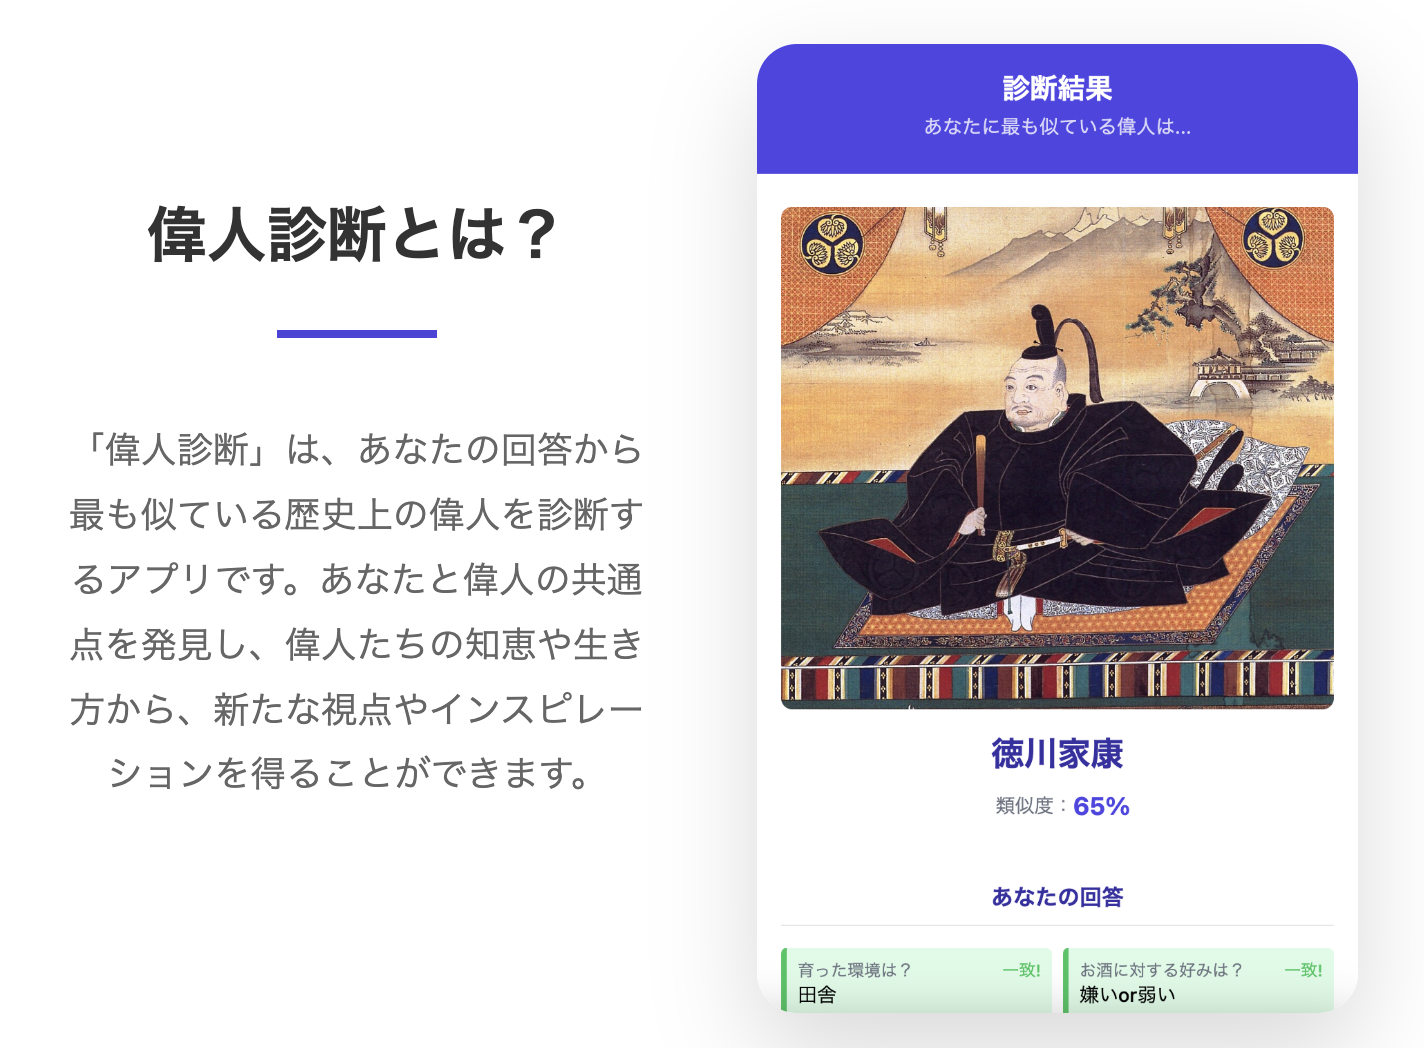 偉人診断とは？
「偉人診断」は、あなたの回答から
最も似ている歴史上の偉人を診断す
るアプリです。あなたと偉人の共通
点を発見し、偉人たちの知恵や生き
方から、新たな視点やインスピレー
ションを得ることができます。
診断結果
あなたに最も似ている偉人は...
徳川家康
類似度：65%
あなたの回答
育った環境は？ 一致!
田舎
お酒に対する好みは？ 一致!
嫌いor弱い